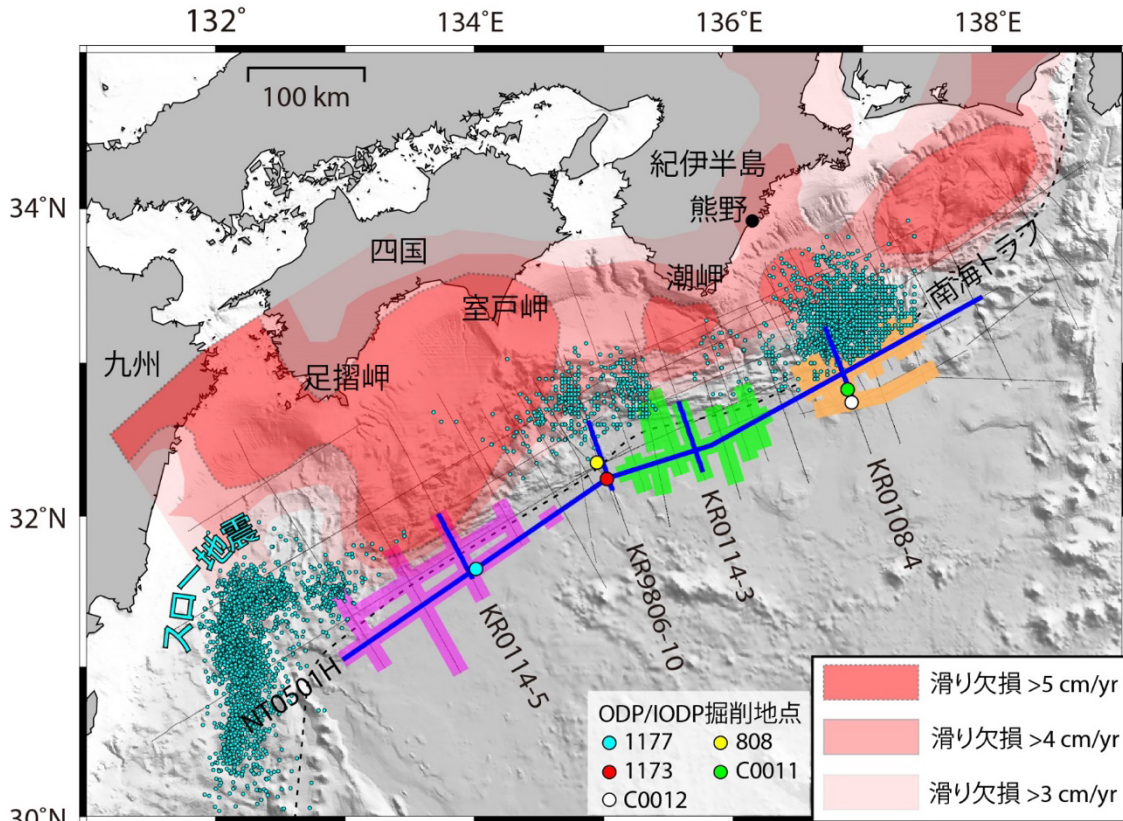 132°
134°E
136°E
138°E
100 km
紀伊半島
34°N
熊野
四国
潮岬
南海トラフ
室戸岬
九州
足摺岬
32°N
スロー地震
KR0108-4
KR0114-3
KR9806-10
KR0114-5
NT0501H
ODP/IODP掘削地点
1177
808
1173
C0011
C0012
滑り欠損 >5 cm/yr
滑り欠損 >4 cm/yr
滑り欠損 >3 cm/yr
30°N